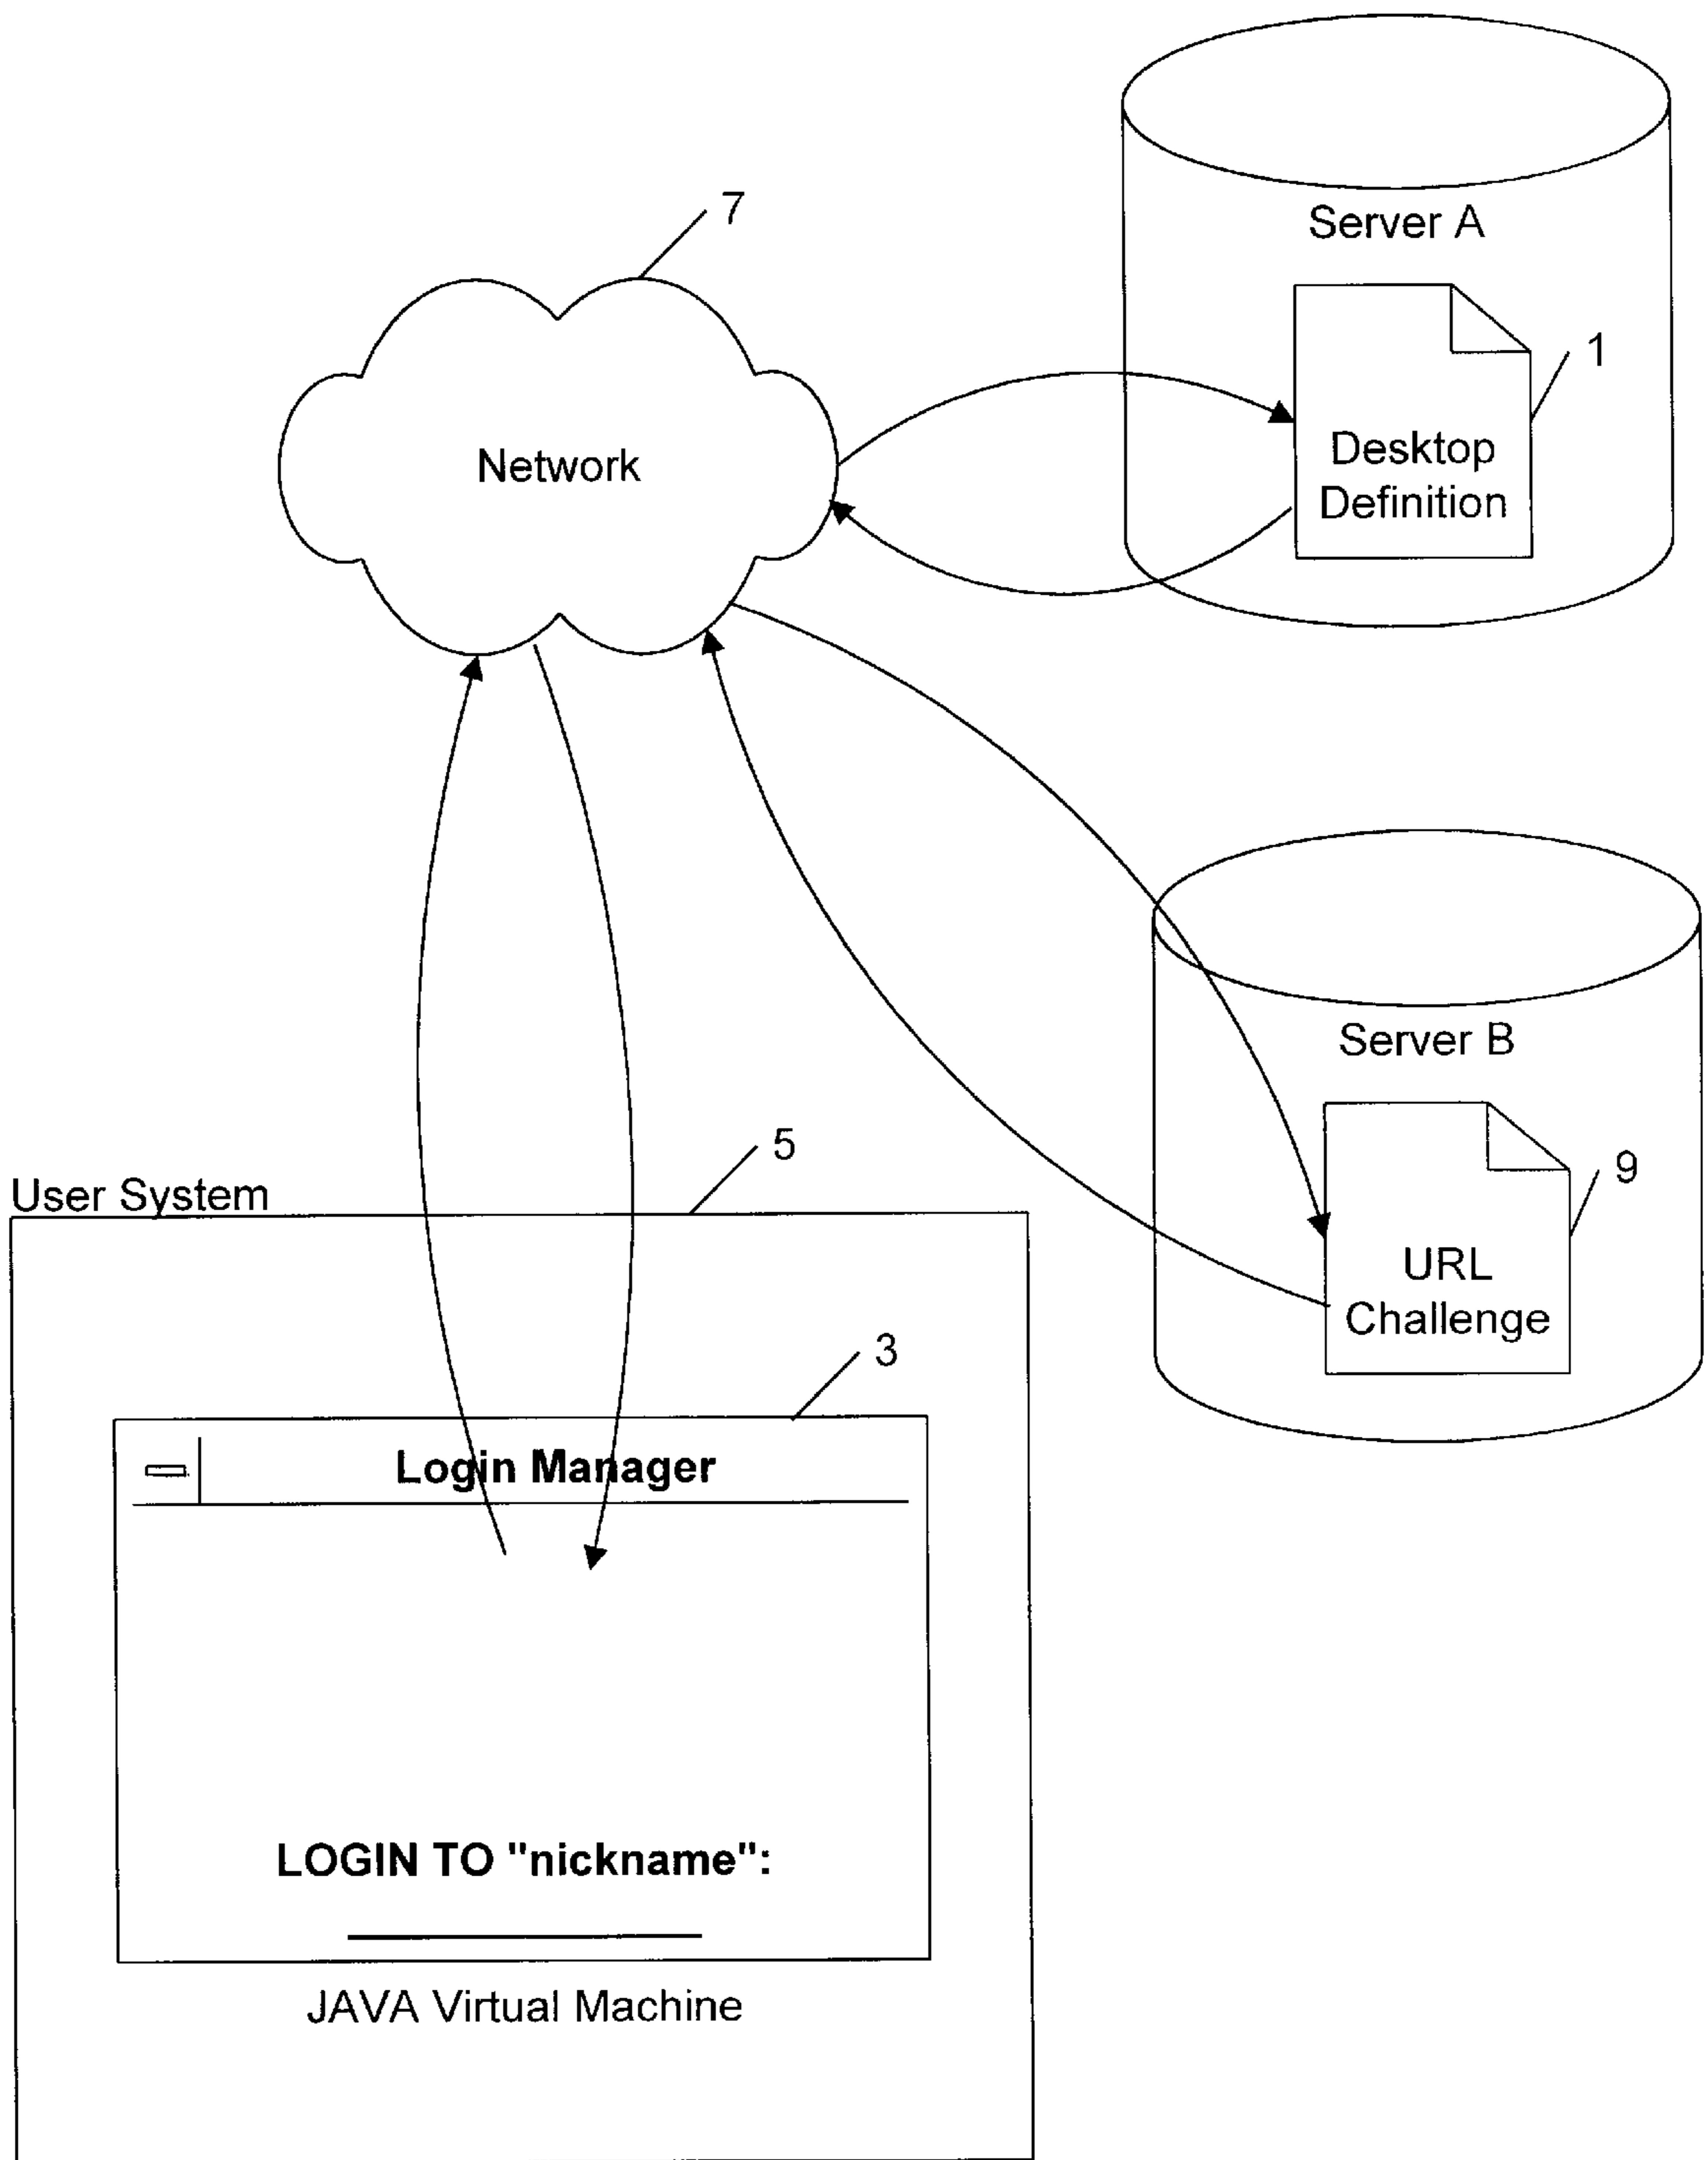 Server A
7
1
Network
Desktop
Definition
Server B
5
User System
9
URL
Challenge
3
Login Manager
LOGIN TO "nickname":
JAVA Virtual Machine